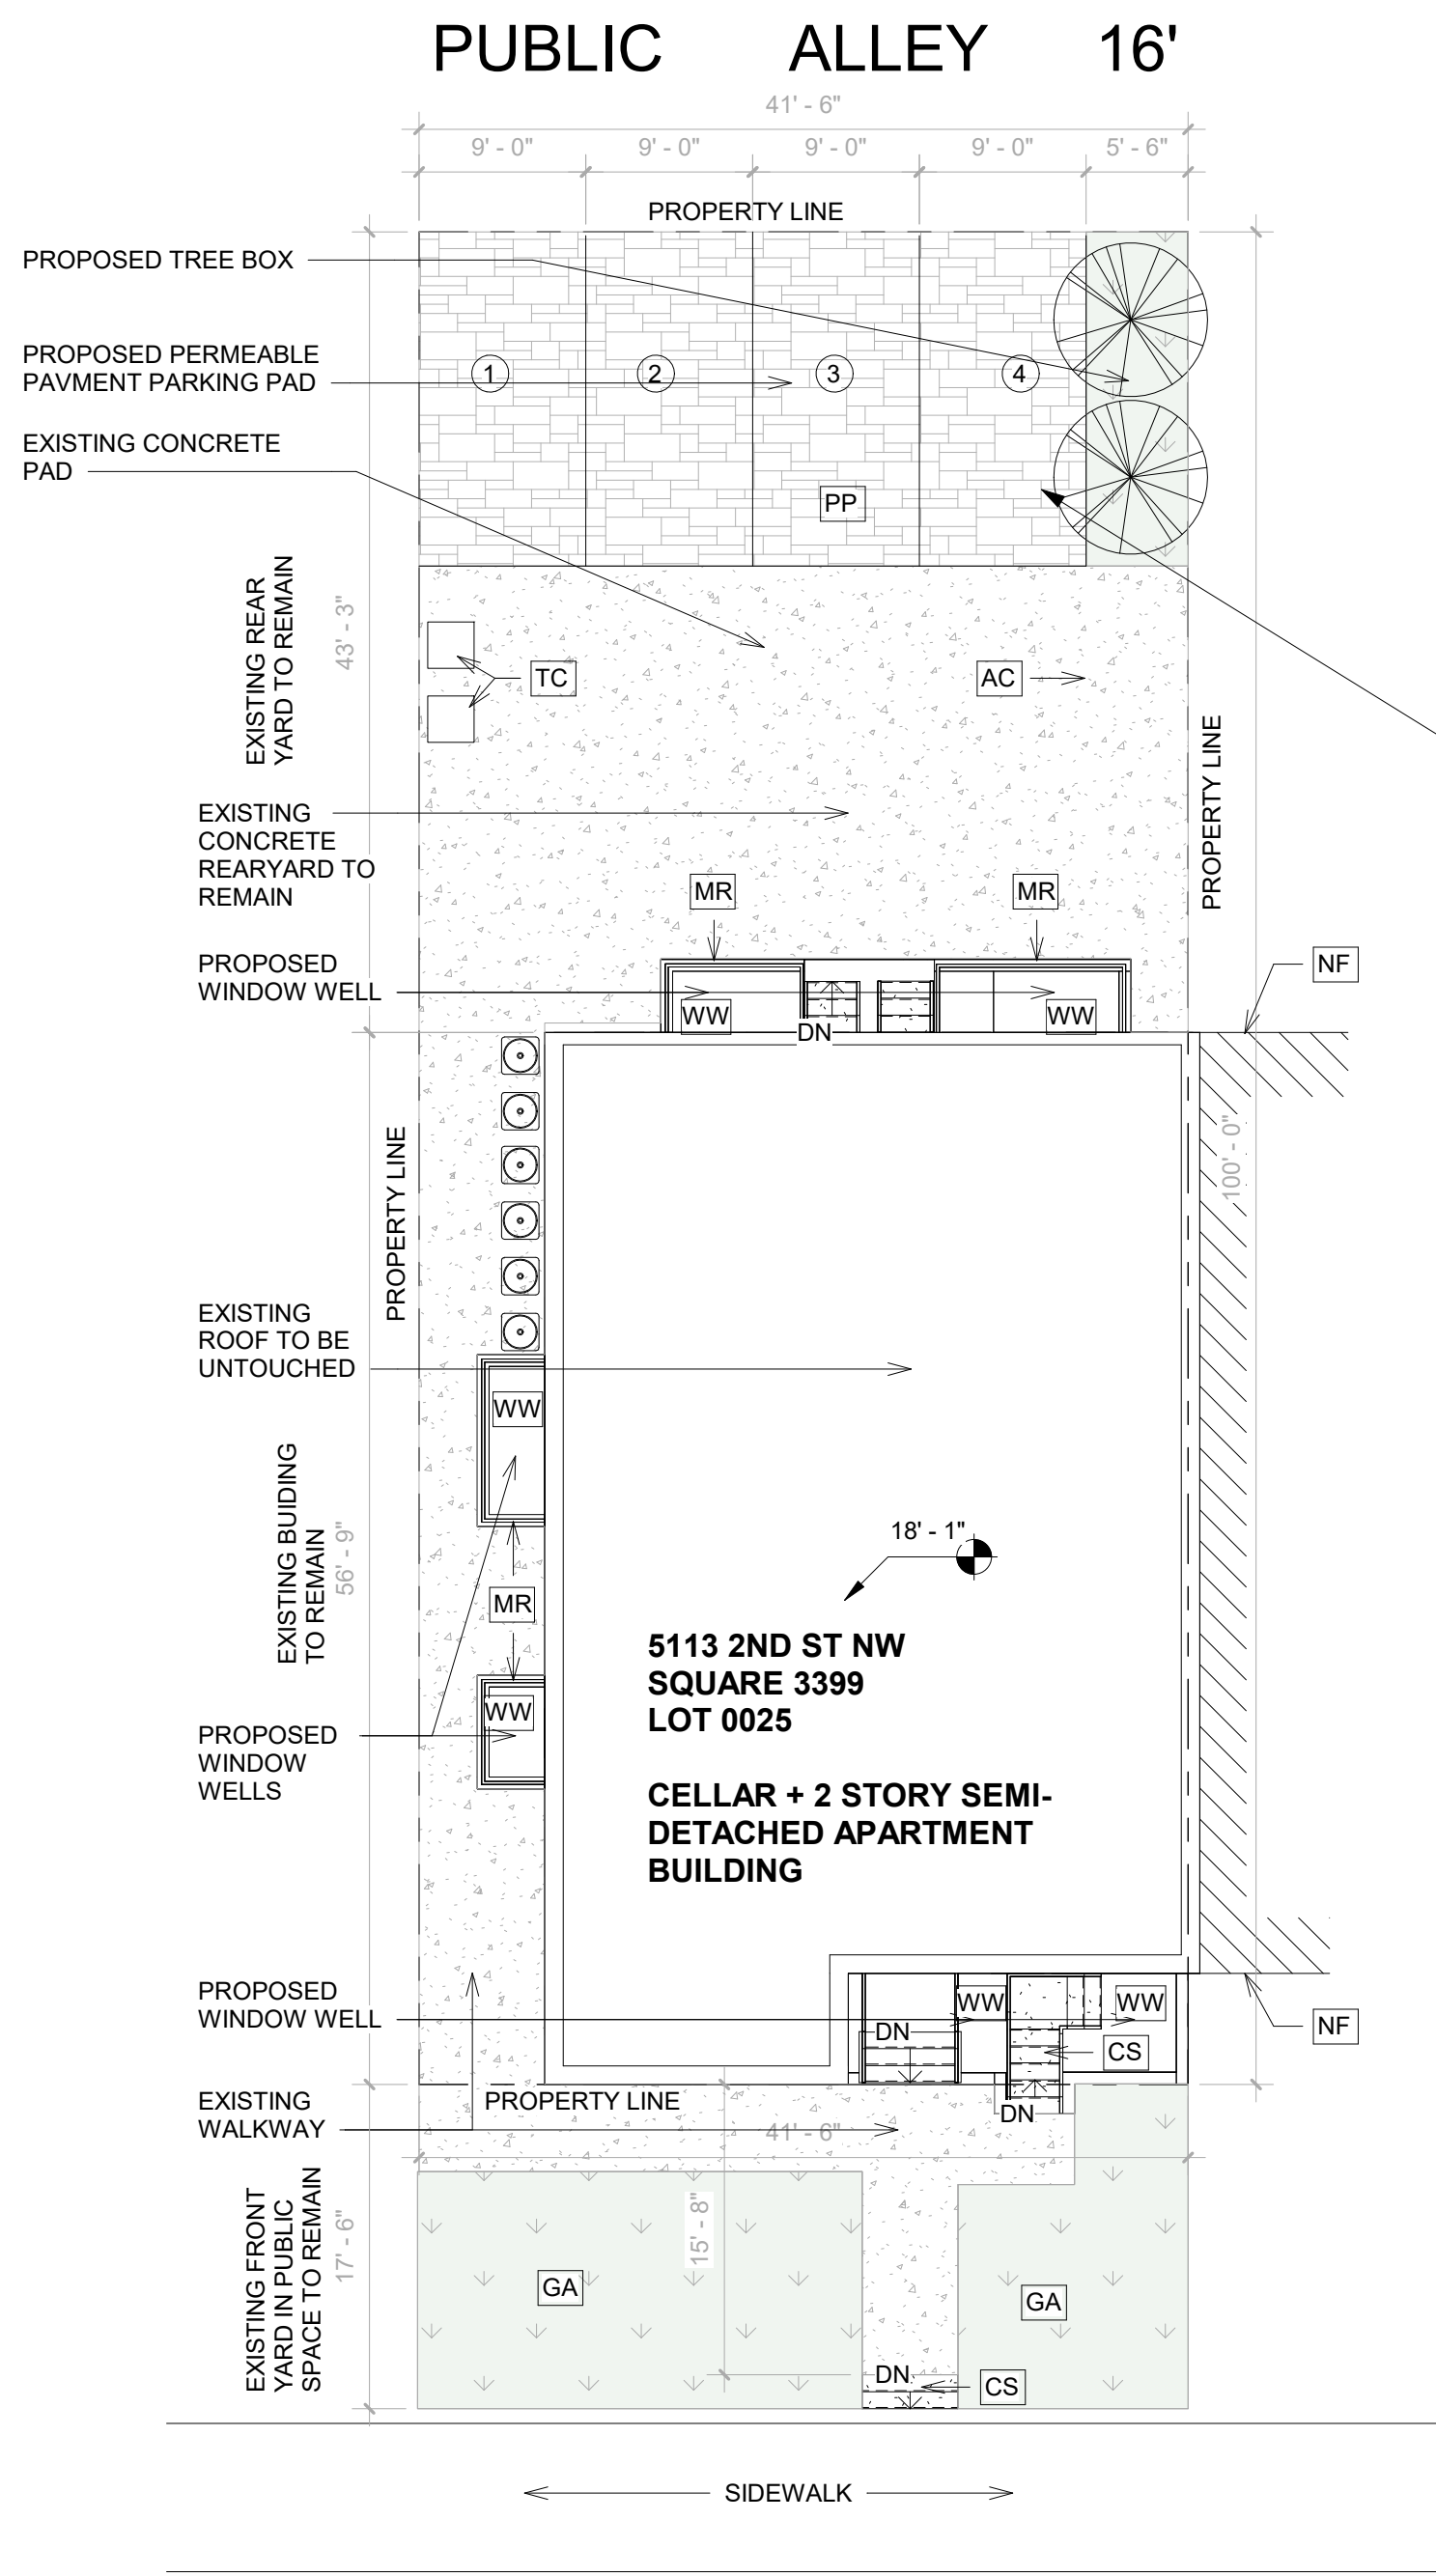 PUBLIC ALLEY 16'
41' - 6"
9' - 0" 9' - 0" 9' - 0" 9' - 0" 5' - 6"
PROPERTY LINE
PROPOSED TREE BOX
PROPOSED PERMEABLE
PAVMENT PARKING PAD
1 2 3 4
EXISTING CONCRETE
PAD
PP
EXISTING REAR
YARD TO REMAIN
43' - 3"
TC
AC
PROPERTY LINE
EXISTING
CONCRETE
REARYARD TO
REMAIN
MR
MR
PROPOSED
WINDOW WELL
NF
WW
DN
WW
100' - 0"
PROPERTY LINE
EXISTING
ROOF TO BE
UNTOUCHED
WW
EXISTING BUIDING
TO REMAIN
56' - 9"
18' - 1"
MR
5113 2ND ST NW
SQUARE 3399
LOT 0025
WW
PROPOSED
WINDOW
WELLS
CELLAR + 2 STORY SEMI-
DETACHED APARTMENT
BUILDING
PROPOSED
WINDOW WELL
WW
WW
DN
NF
CS
EXISTING
WALKWAY
PROPERTY LINE
DN
41' - 6"
EXISTING FRONT
YARD IN PUBLIC
SPACE TO REMAIN
17' - 6"
15' - 8"
GA
GA
DN
CS
SIDEWALK